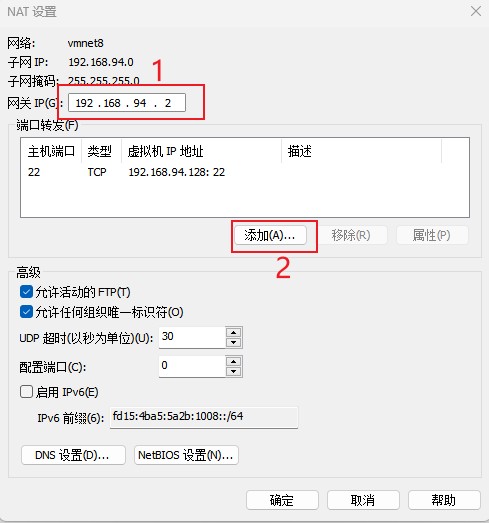 NAT 设置
网络: vmnet8
子网 IP: 192.168.94.0
1
子网掩码: 255.255.255.0
网关 IP(G): 192 . 168 . 94 . 2
端口转发(F)
主机端口 类型 虚拟机 IP 地址 描述
22 TCP 192.168.94.128: 22
添加(A)... 移除(R) 属性(P)
2
高级
允许活动的 FTP(T)
允许任何组织唯一标识符(O)
UDP 超时(以秒为单位)(U): 30
配置端口(C): 0
启用 IPv6(E)
IPv6 前缀(6): fd15:4ba5:5a2b:1008::/64
DNS 设置(D)... NetBIOS 设置(N)...
确定 取消 帮助